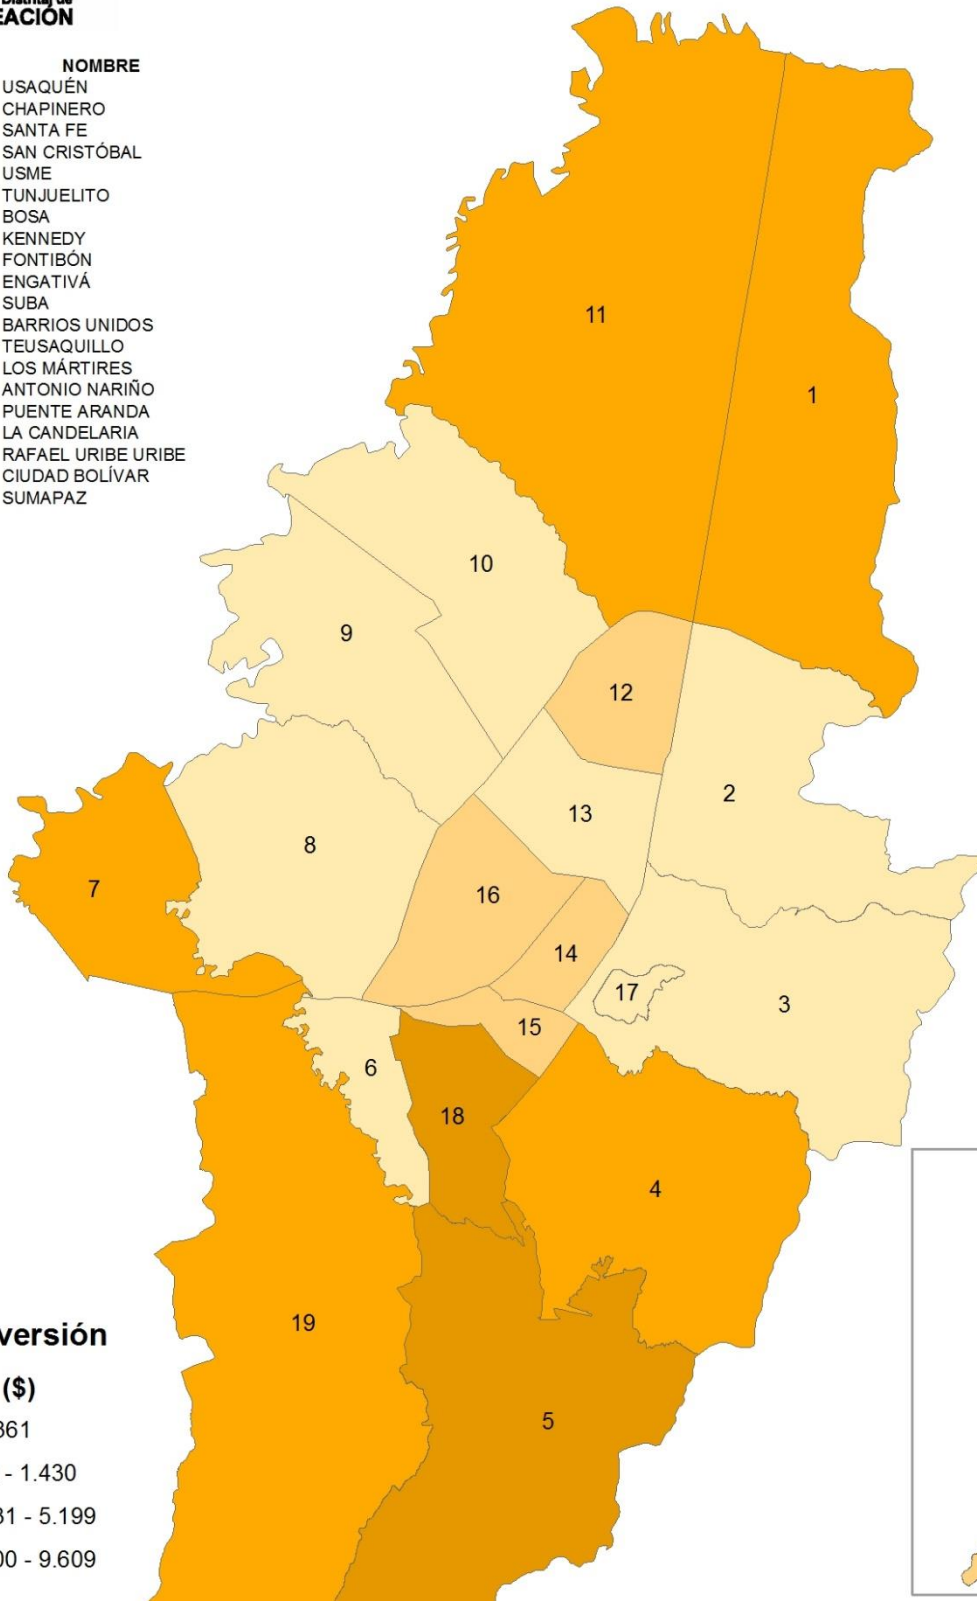 Distrital de
EACIÓN
NOMBRE
USAQUÉN
CHAPINERO
SANTA FE
SAN CRISTÓBAL
USME
TUNJUELITO
BOSA
KENNEDY
FONTIBÓN
ENGATIVÁ
SUBA
BARRIOS UNIDOS
TEUSAQUILLO
LOS MÁRTIRES
ANTONIO NARIÑO
PUENTE ARANDA
LA CANDELARIA
RAFAEL URIBE URIBE
CIUDAD BOLÍVAR
SUMAPAZ
11
1
10
9
12
2
13
8
7
16
14
17
3
15
6
18
4
19
5
versión
($)
361
- 1.430
31 - 5.199
00 - 9.609